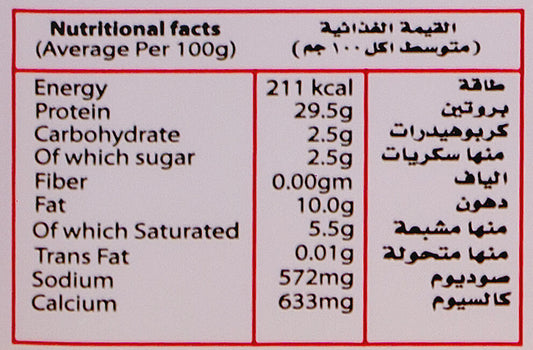 Nutritional facts القيمة الغذائية
(Average Per 100g) (متوسط لكل ١٠٠ جم)
Energy 211 kcal طاقة
Protein 29.5g بروتين
Carbohydrate 2.5g كربوهيدرات
Of which sugar 2.5g منها سكريات
Fiber 0.00gm الياف
Fat 10.0g دهون
Of which Saturated 5.5g منها مشبعة
Trans Fat 0.01g منها متحولة
Sodium 572mg صوديوم
Calcium 633mg كالسيوم